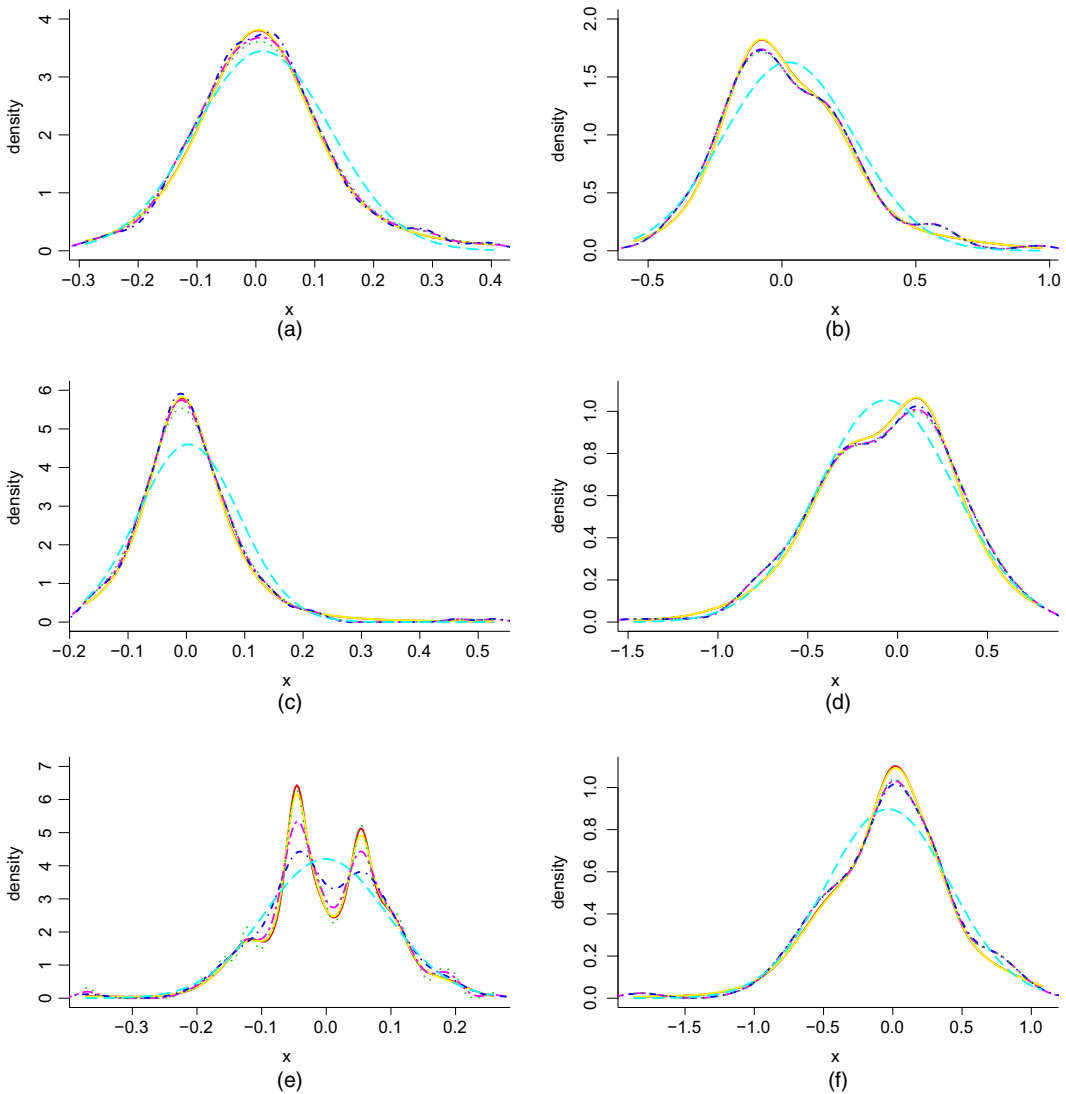 density
0 1 2 3 4
−0.3 −0.2 −0.1 0.0 0.1 0.2 0.3 0.4
x
(a)
density
0.0 0.5 1.0 1.5 2.0
−0.5 0.0 0.5 1.0
x
(b)
density
0 1 2 3 4 5 6
−0.2 −0.1 0.0 0.1 0.2 0.3 0.4 0.5
x
(c)
density
0.0 0.2 0.4 0.6 0.8 1.0
−1.5 −1.0 −0.5 0.0 0.5
x
(d)
density
0 1 2 3 4 5 6 7
−0.3 −0.2 −0.1 0.0 0.1 0.2
x
(e)
density
0.0 0.2 0.4 0.6 0.8 1.0
−1.5 −1.0 −0.5 0.0 0.5 1.0
x
(f)